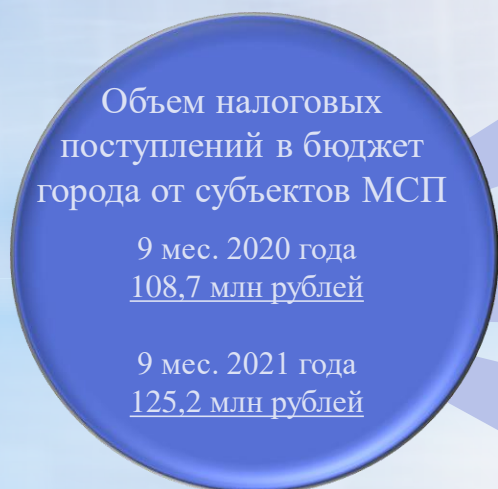 Объем налоговых
поступлений в бюджет
города от субъектов МСП
9 мес. 2020 года
108,7 млн рублей
9 мес. 2021 года
125,2 млн рублей